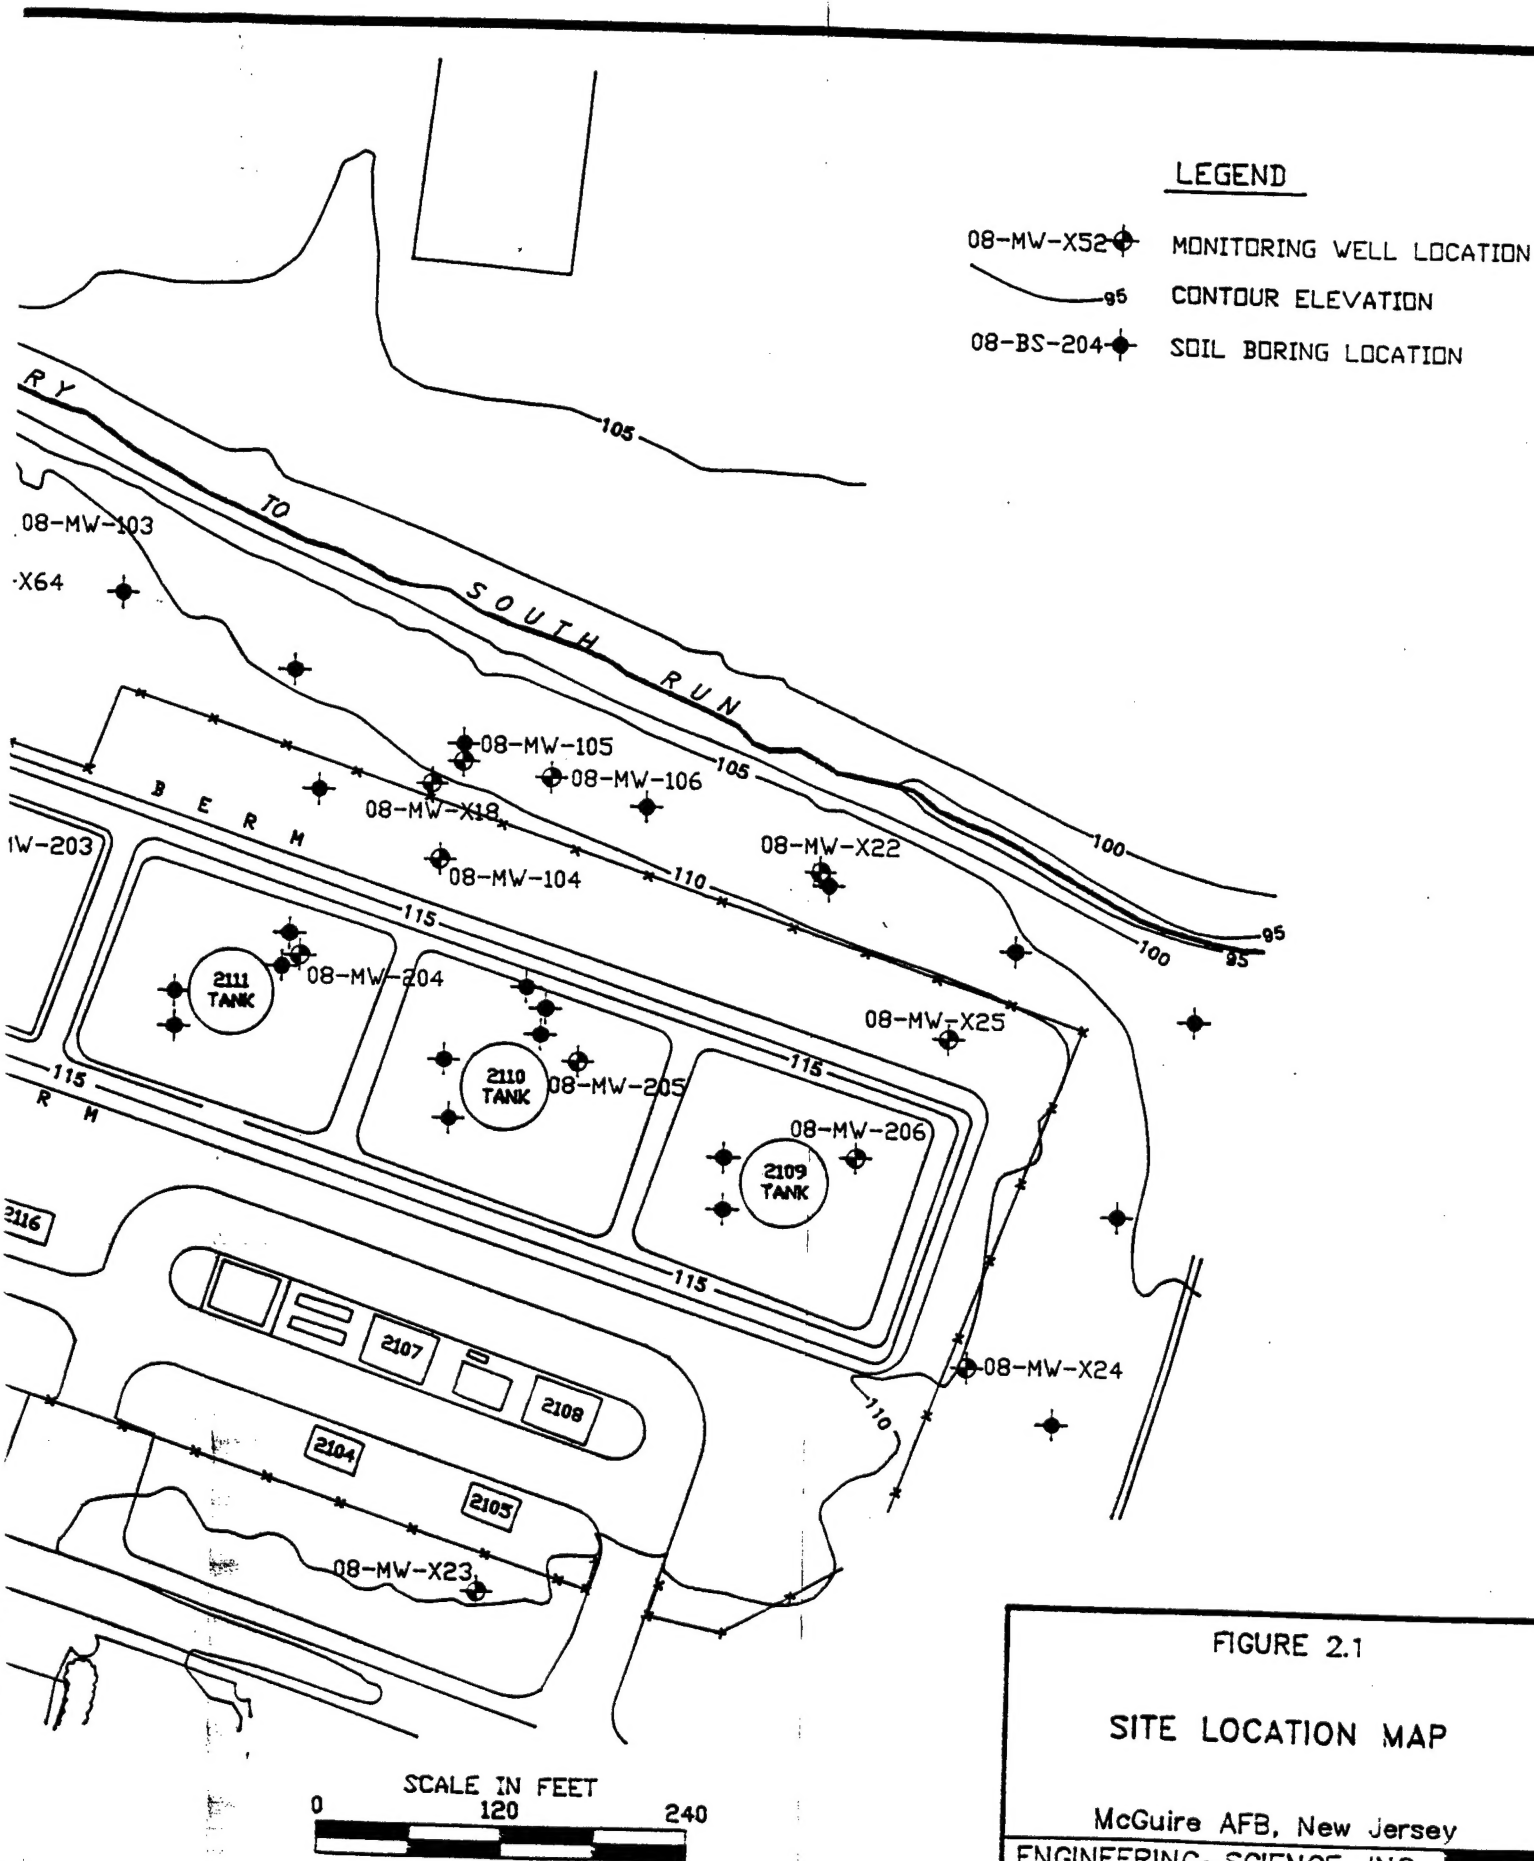 LEGEND
08-MW-X52 MONITORING WELL LOCATION
95 CONTOUR ELEVATION
08-BS-204 SOIL BORING LOCATION
105
RY TO SOUTH RUN
08-MW-103
-X64
08-MW-105
08-MW-106
105
08-MW-X18
BERM
08-MW-X22
100
08-MW-104
110
115
08-MW-204
2111
TANK
95
100
95
08-MW-X25
115
2110
TANK
08-MW-205
115
RM
08-MW-206
2109
TANK
2116
115
2107
2108
08-MW-X24
110
2104
2105
08-MW-X23
SCALE IN FEET
0 120 240
FIGURE 2.1
SITE LOCATION MAP
McGuire AFB, New Jersey